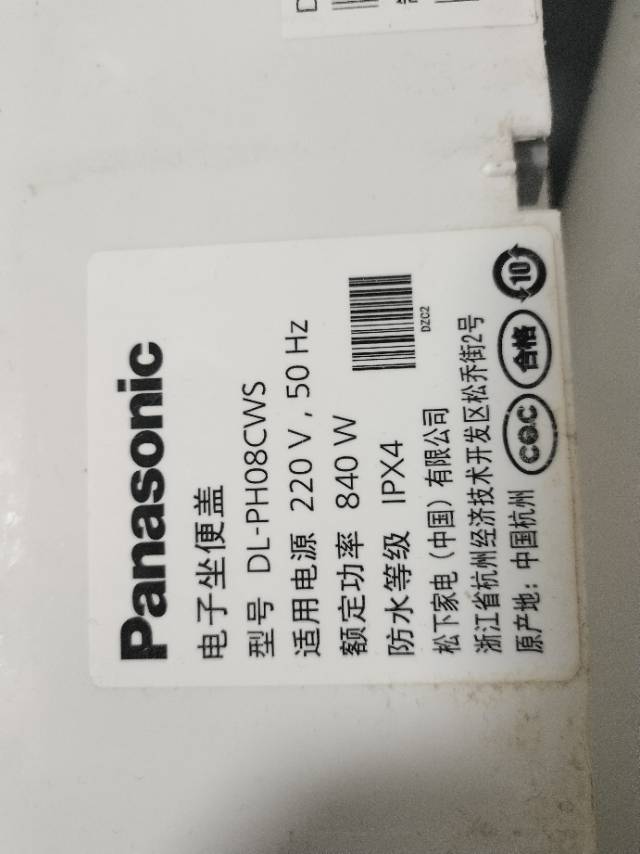 Panasonic
电子坐便盖
型号 DL-PH08CWS
适用电源 220 V , 50 Hz
额定功率 840 W
防水等级 IPX4
DZC2
松下家电（中国）有限公司
浙江省杭州经济技术开发区松乔街2号
原产地：中国杭州
CQC
合格
10